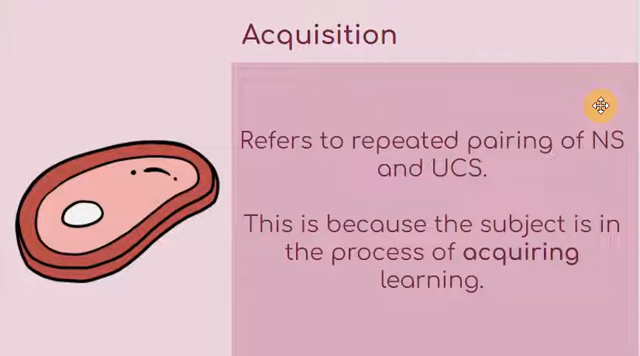 Acquisition
Refers to repeated pairing of NS
and UCS.
This is because the subject is in
the process of acquiring
learning.